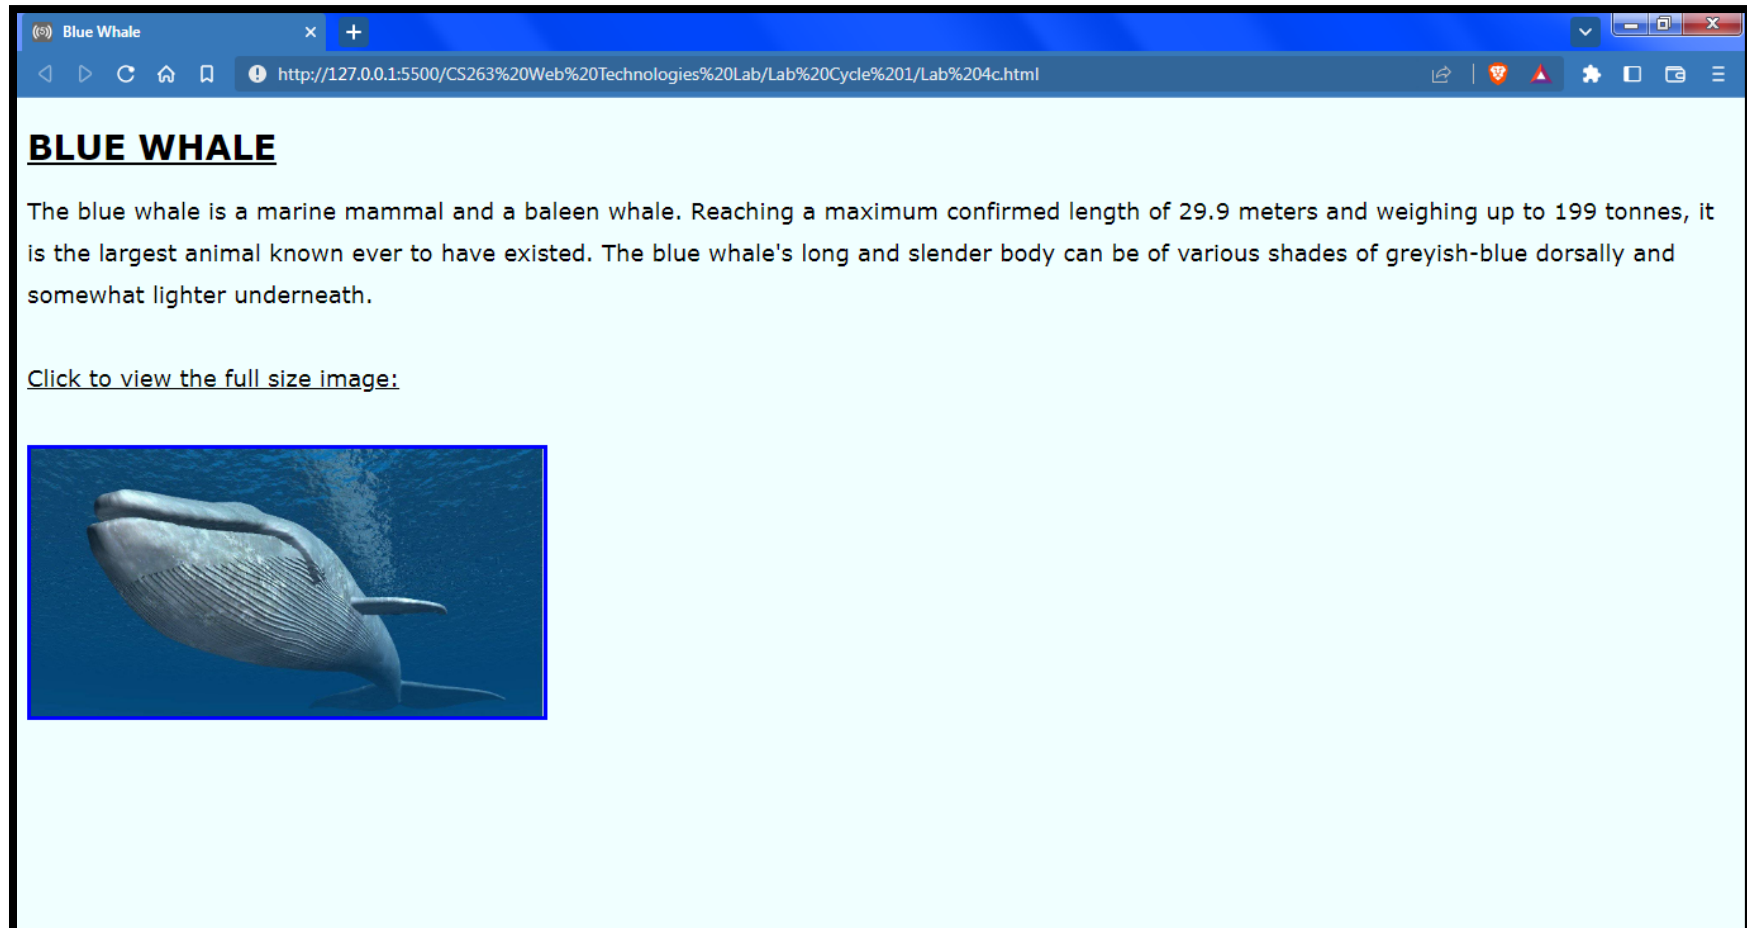 Blue Whale
http://127.0.0.1:5500/CS263%20Web%20Technologies%20Lab/Lab%20Cycle%201/Lab%204c.html
BLUE WHALE
The blue whale is a marine mammal and a baleen whale. Reaching a maximum confirmed length of 29.9 meters and weighing up to 199 tonnes, it
is the largest animal known ever to have existed. The blue whale's long and slender body can be of various shades of greyish-blue dorsally and
somewhat lighter underneath.
Click to view the full size image: